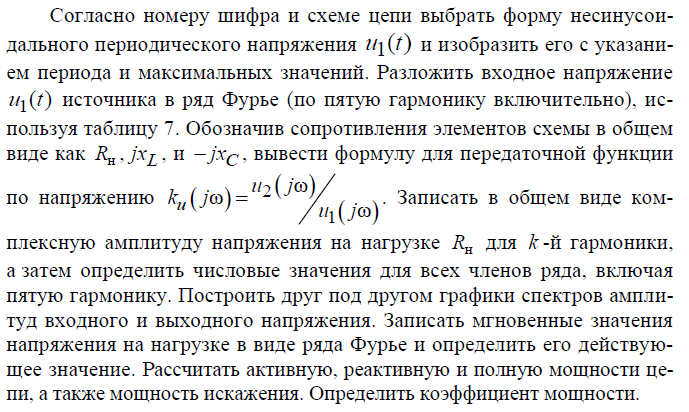 Согласно номеру шифра и схеме цепи выбрать форму несинусои-
дального периодического напряжения u₁(t) и изобразить его с указани-
ем периода и максимальных значений. Разложить входное напряжение
u₁(t) источника в ряд Фурье (по пятую гармонику включительно), ис-
пользуя таблицу 7. Обозначив сопротивления элементов схемы в общем
виде как Rн, jx_L, и −jx_C, вывести формулу для передаточной функции
по напряжению k_u(jω)=u₂(jω)/u₁(jω). Записать в общем виде ком-
плексную амплитуду напряжения на нагрузке Rн для k-й гармоники,
а затем определить числовые значения для всех членов ряда, включая
пятую гармонику. Построить друг под другом графики спектров ампли-
туд входного и выходного напряжения. Записать мгновенные значения
напряжения на нагрузке в виде ряда Фурье и определить его действую-
щее значение. Рассчитать активную, реактивную и полную мощности це-
пи, а также мощность искажения. Определить коэффициент мощности.